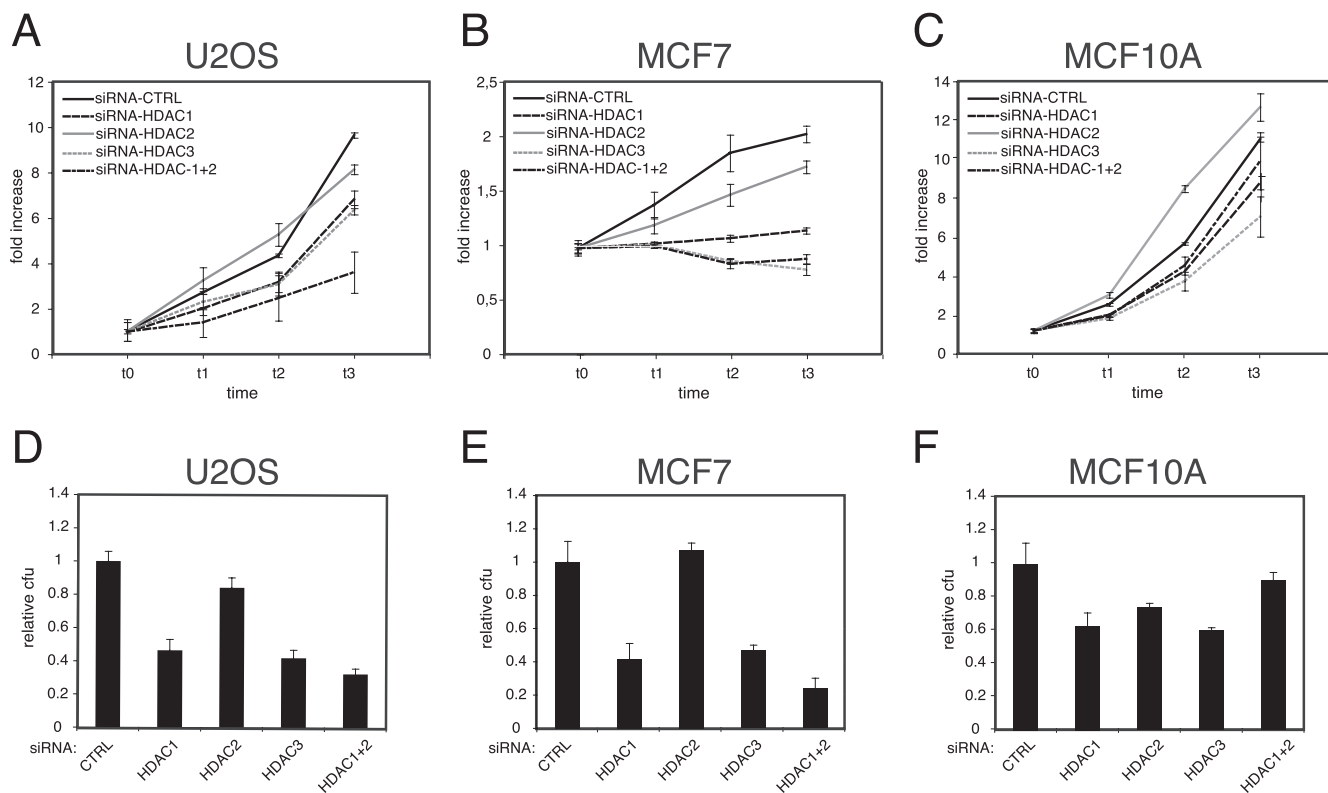 A
U2OS
12
10
8
6
4
2
0
fold increase
siRNA-CTRL
siRNA-HDAC1
siRNA-HDAC2
siRNA-HDAC3
siRNA-HDAC-1+2
t0 t1 t2 t3
time
B
MCF7
2,5
2
1,5
1
0,5
0
fold increase
siRNA-CTRL
siRNA-HDAC1
siRNA-HDAC2
siRNA-HDAC3
siRNA-HDAC-1+2
t0 t1 t2 t3
time
C
MCF10A
14
12
10
8
6
4
2
0
fold increase
siRNA-CTRL
siRNA-HDAC1
siRNA-HDAC2
siRNA-HDAC3
siRNA-HDAC-1+2
t0 t1 t2 t3
time
D
U2OS
1.4
1.2
1
0.8
0.6
0.4
0.2
0
relative cfu
siRNA: CTRL HDAC1 HDAC2 HDAC3 HDAC1+2
E
MCF7
1.4
1.2
1
0.8
0.6
0.4
0.2
0
relative cfu
siRNA: CTRL HDAC1 HDAC2 HDAC3 HDAC1+2
F
MCF10A
1.4
1.2
1
0.8
0.6
0.4
0.2
0
relative cfu
siRNA: CTRL HDAC1 HDAC2 HDAC3 HDAC1+2